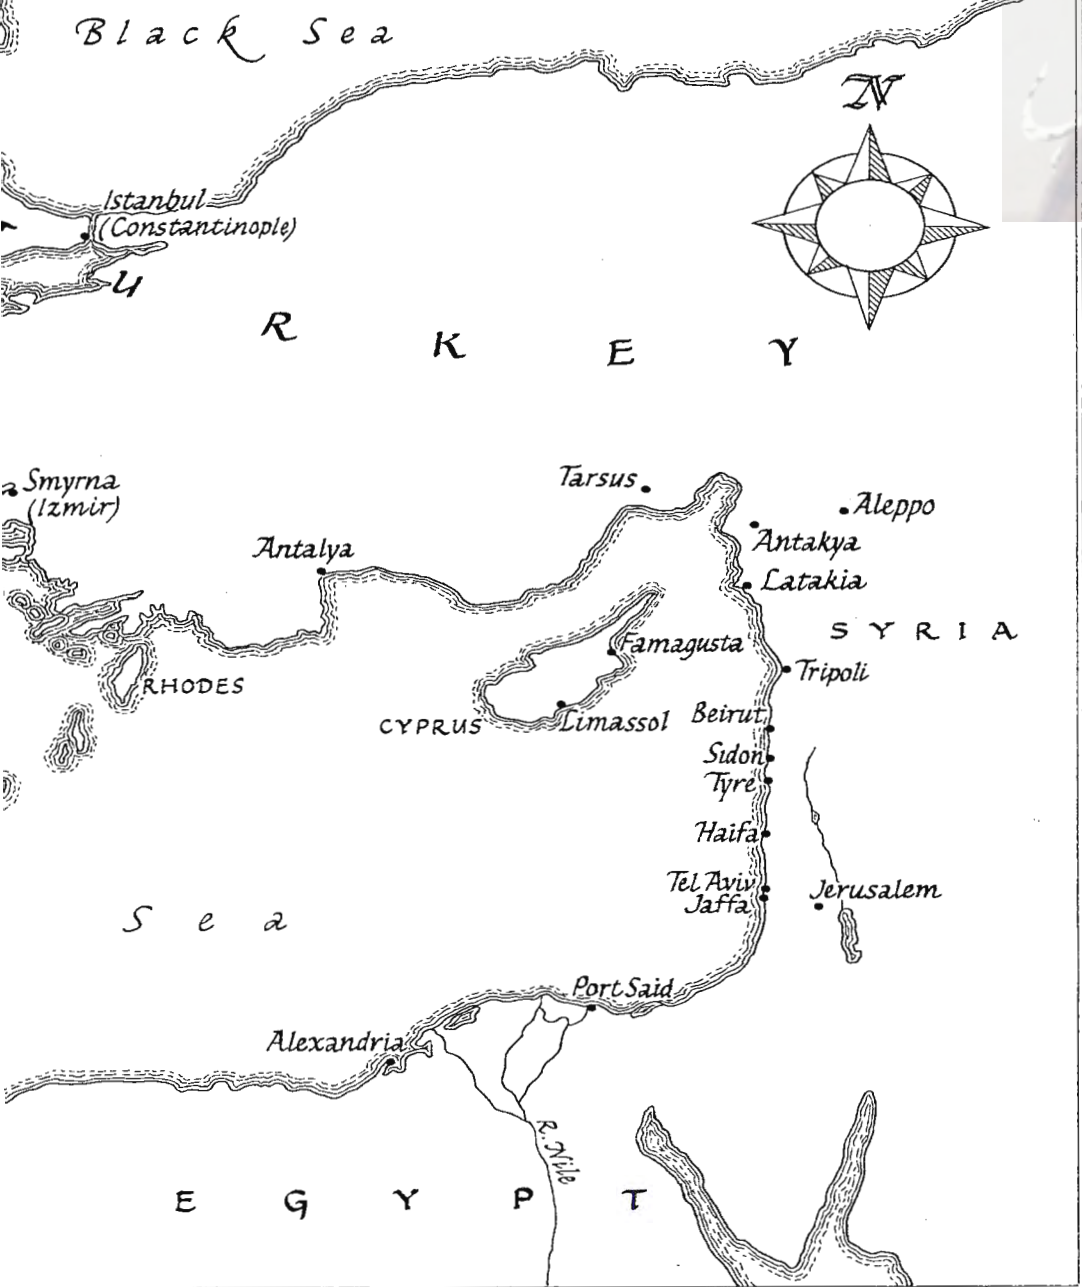 Black Sea
N
Istanbul
(Constantinople)
U R K E Y
Smyrna
(Izmir)
Tarsus
Aleppo
Antakya
Antalya
Latakia
SYRIA
Famagusta
Tripoli
RHODES
CYPRUS
Limassol
Beirut
Sidon
Tyre
Haifa
Tel Aviv
Jaffa
Jerusalem
Sea
Port Said
Alexandria
R. Nile
EGYPT